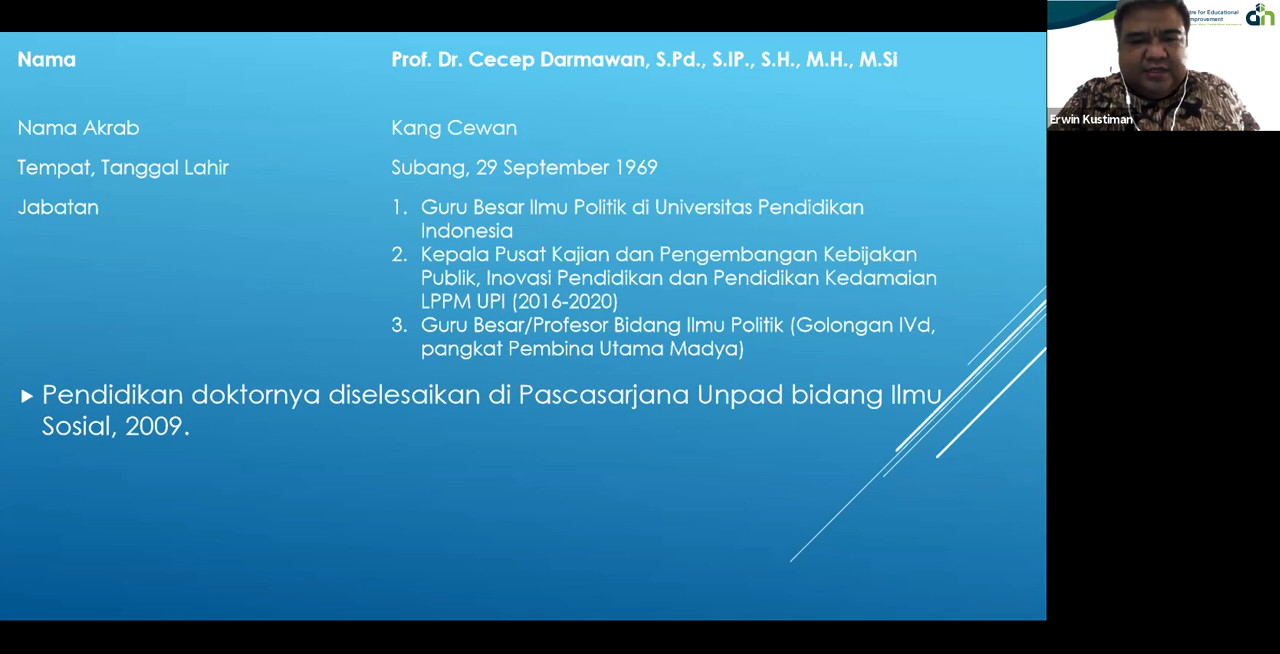 Nama Prof. Dr. Cecep Darmawan, S.Pd., S.IP., S.H., M.H., M.Si
Nama Akrab Kang Cewan
Tempat, Tanggal Lahir Subang, 29 September 1969
Jabatan 1. Guru Besar Ilmu Politik di Universitas Pendidikan
Indonesia
2. Kepala Pusat Kajian dan Pengembangan Kebijakan
Publik, Inovasi Pendidikan dan Pendidikan Kedamaian
LPPM UPI (2016-2020)
3. Guru Besar/Profesor Bidang Ilmu Politik (Golongan IVd,
pangkat Pembina Utama Madya)
Pendidikan doktornya diselesaikan di Pascasarjana Unpad bidang Ilmu
Sosial, 2009.
for Educational
Erwin Kustiman